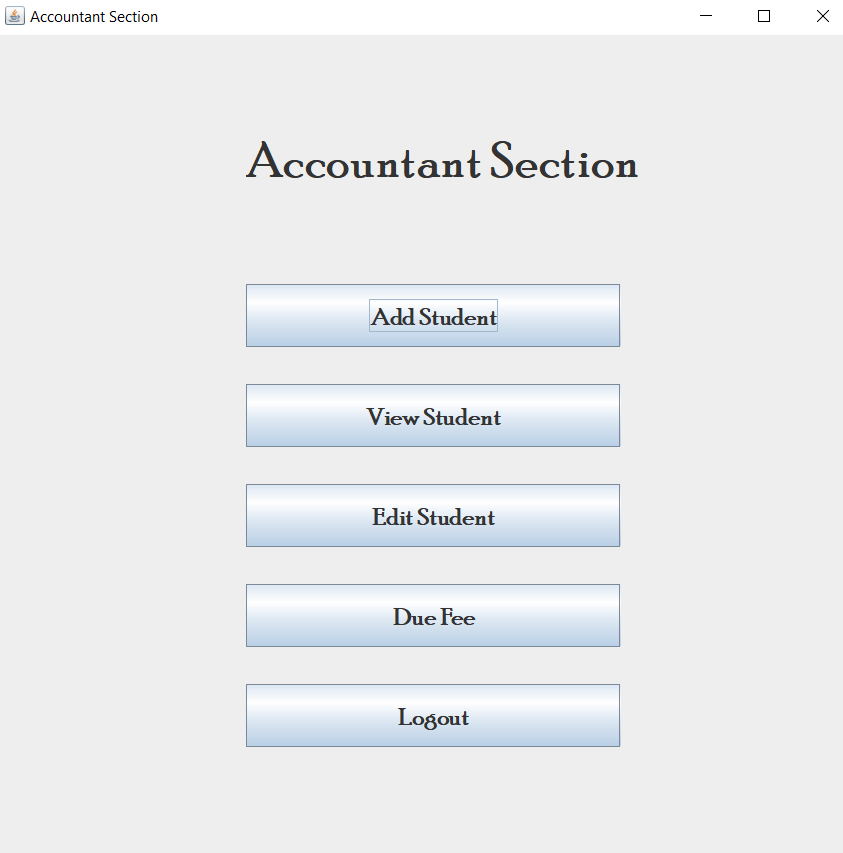 Accountant Section
Accountant Section
Add Student
View Student
Edit Student
Due Fee
Logout